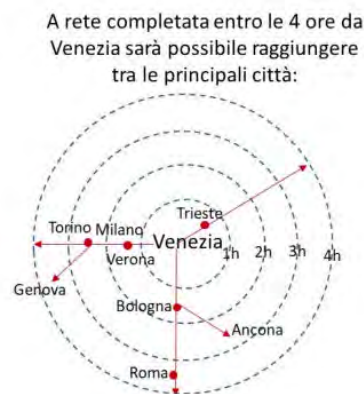 A rete completata entro le 4 ore da
Venezia sarà possibile raggiungere
tra le principali città:
Trieste
Torino Milano
Venezia
Verona
1h 2h 3h 4h
Genova
Bologna
Ancona
Roma